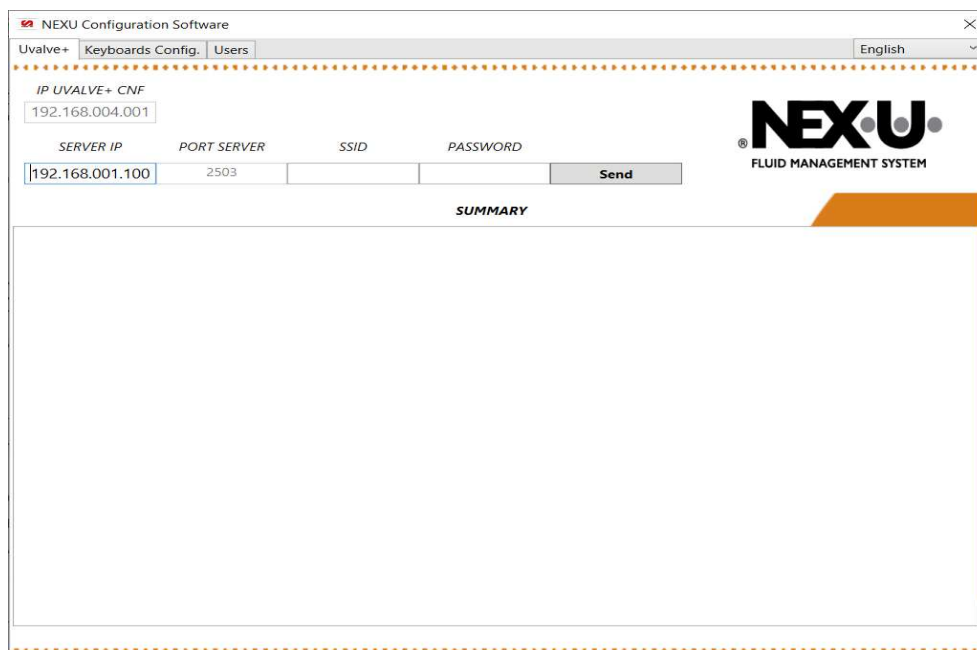 NEXU Configuration Software
Uvalve+ Keyboards Config. Users English
IP UVALVE+ CNF
192.168.004.001
NEX·U·
®
FLUID MANAGEMENT SYSTEM
SERVER IP PORT SERVER SSID PASSWORD
192.168.001.100 2503 Send
SUMMARY